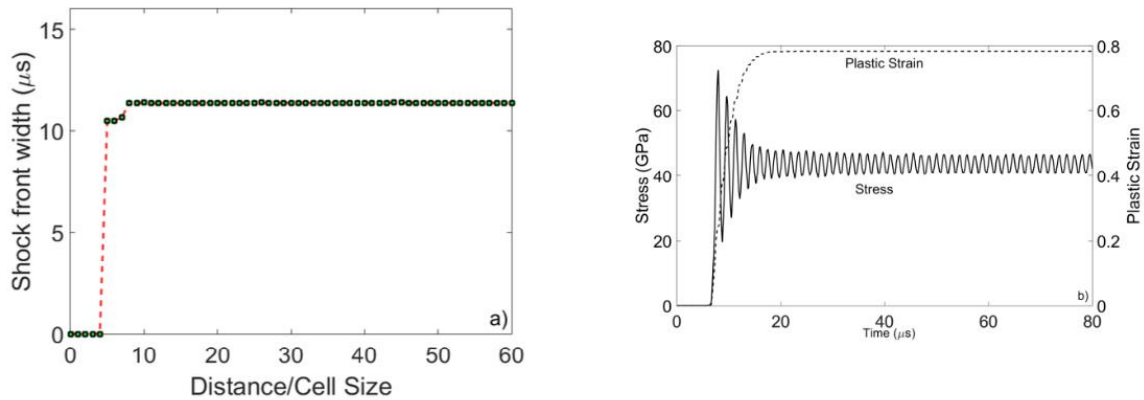 Shock front width (μs)
15
10
5
0
0 10 20 30 40 50 60
a)
Distance/Cell Size
Stress (GPa)
80
60
40
20
0
Plastic Strain
Stress
0.8
0.6
0.4
0.2
0
b)
Plastic Strain
0 20 40 60 80
Time (μs)